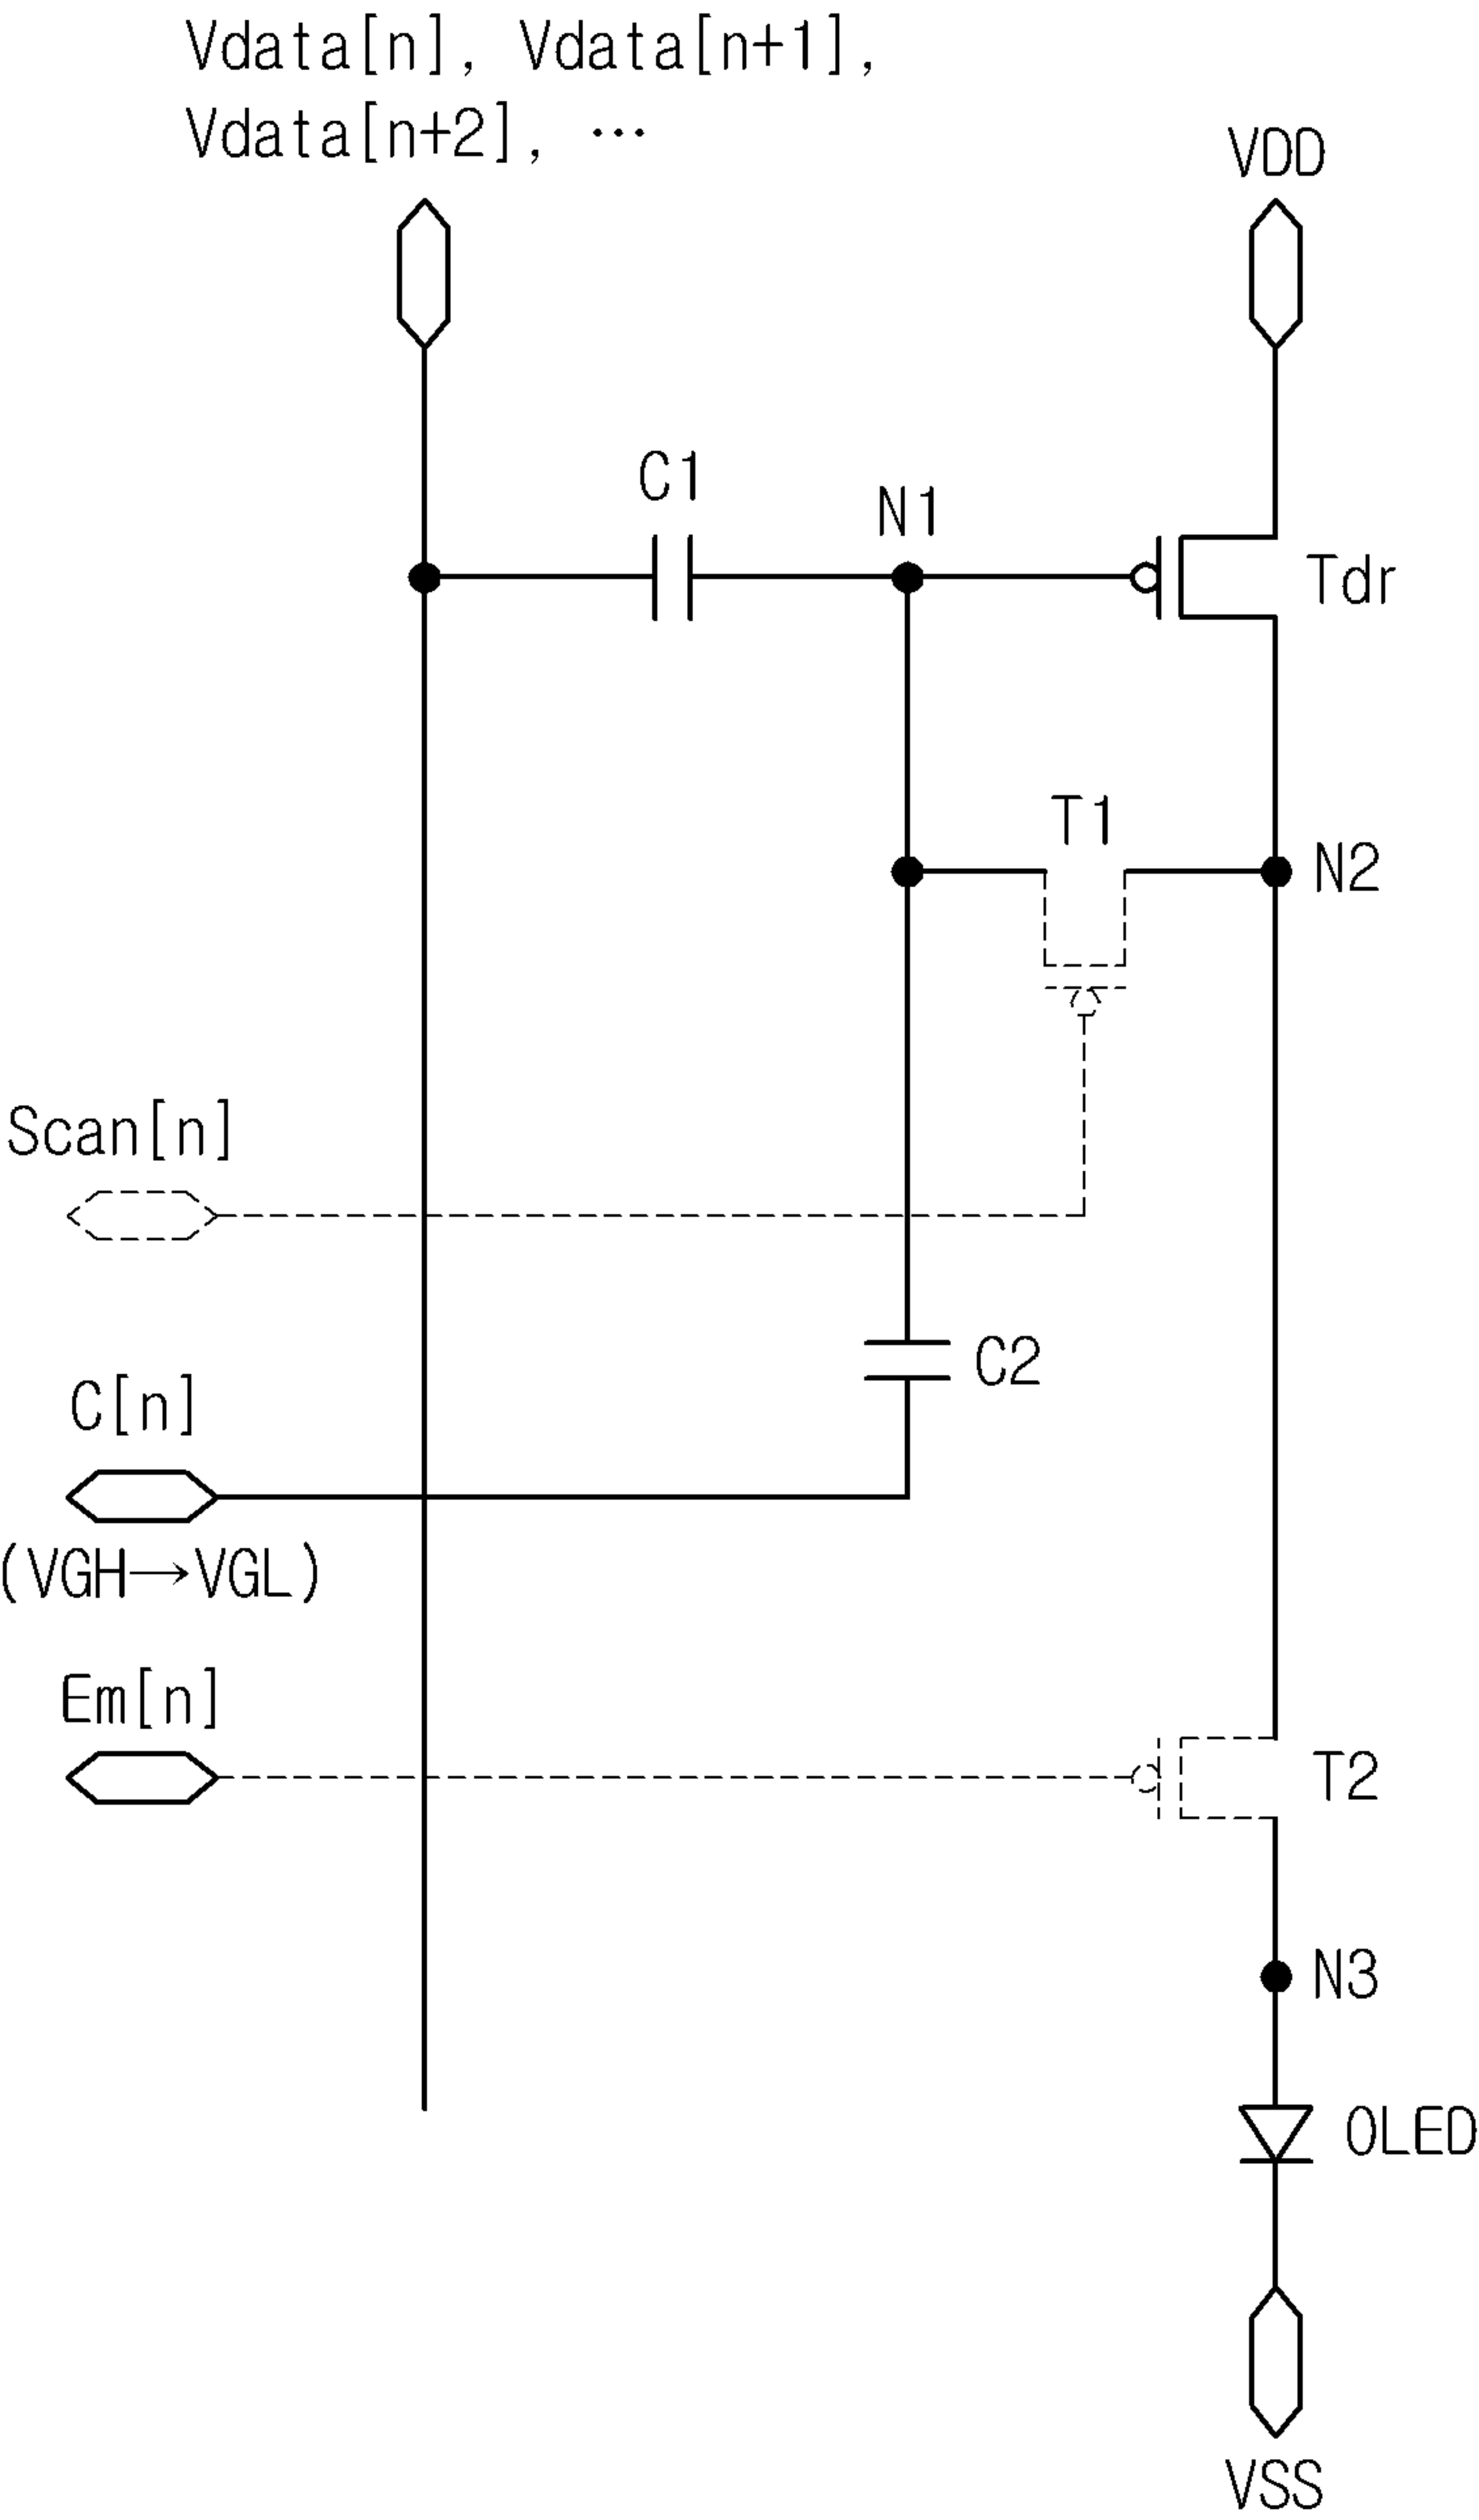 Vdata[n], Vdata[n+1],
Vdata[n+2], ···
VDD
C1
N1
Tdr
T1
N2
Scan[n]
C2
C[n]
(VGH→VGL)
Em[n]
T2
N3
OLED
VSS